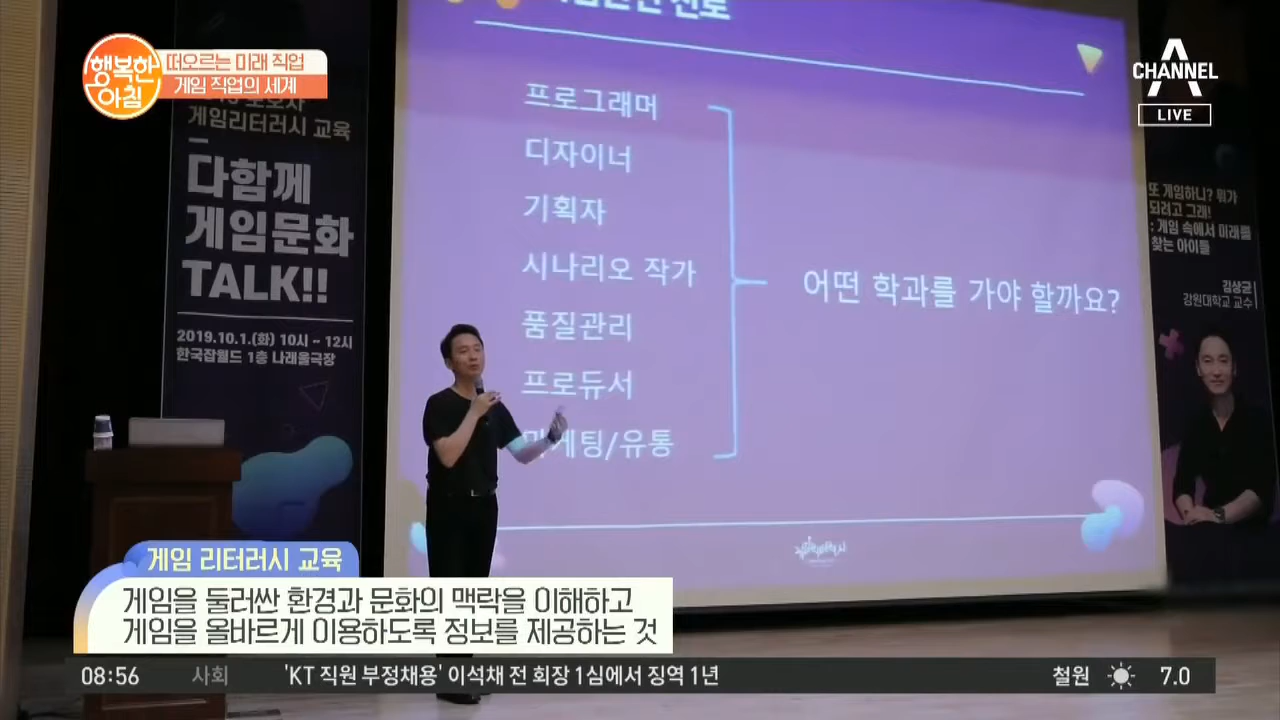 행복한
아침
떠오르는 미래 직업
게임 직업의 세계
CHANNEL A
LIVE
게임리터러시 교육
다함께
게임문화
TALK!!
2019.10.1.(화) 10시 ~ 12시
한국잡월드 1층 나래울극장
프로그래머
디자이너
기획자
시나리오 작가
품질관리
프로듀서
마케팅/유통
어떤 학과를 가야 할까요?
또 게임하니? 뭐가
되려고 그래!
: 게임 속에서 미래를
찾는 아이들
김상균
강원대학교 교수
게임 리터러시 교육
게임을 둘러싼 환경과 문화의 맥락을 이해하고
게임을 올바르게 이용하도록 정보를 제공하는 것
08:56 사회 'KT 직원 부정채용' 이석채 전 회장 1심에서 징역 1년 철원 7.0